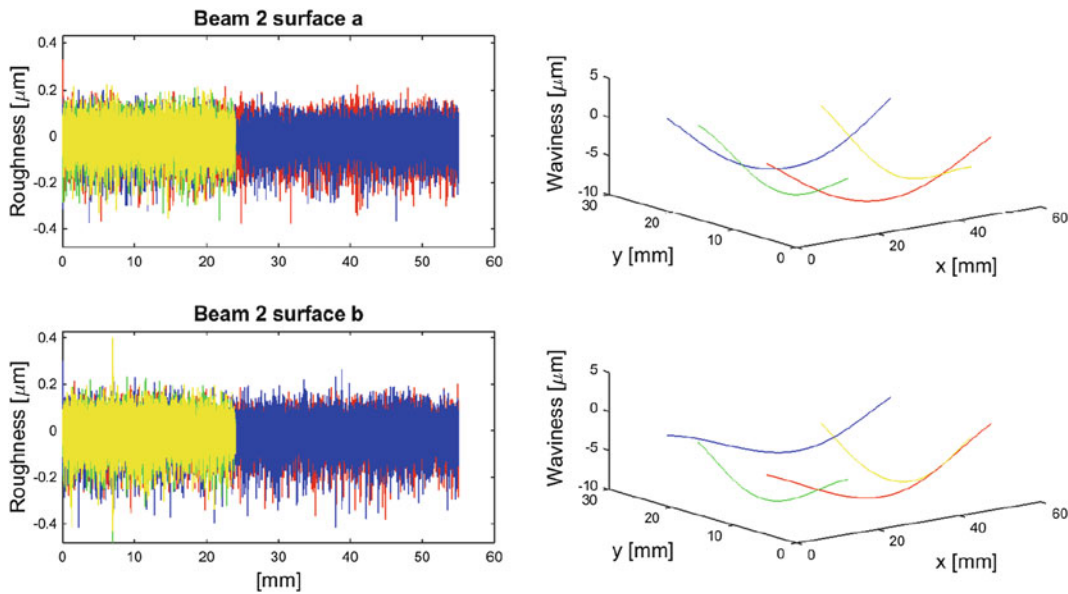 Beam 2 surface a
Roughness [μm]
0.4
0.2
0
-0.2
-0.4
0 10 20 30 40 50 60
Waviness [μm]
5
0
-5
-10
30 20 10 0
y [mm]
0 20 40 60
x [mm]
Beam 2 surface b
Roughness [μm]
0.4
0.2
0
-0.2
-0.4
0 10 20 30 40 50 60
[mm]
Waviness [μm]
5
0
-5
-10
30 20 10 0
y [mm]
0 20 40 60
x [mm]